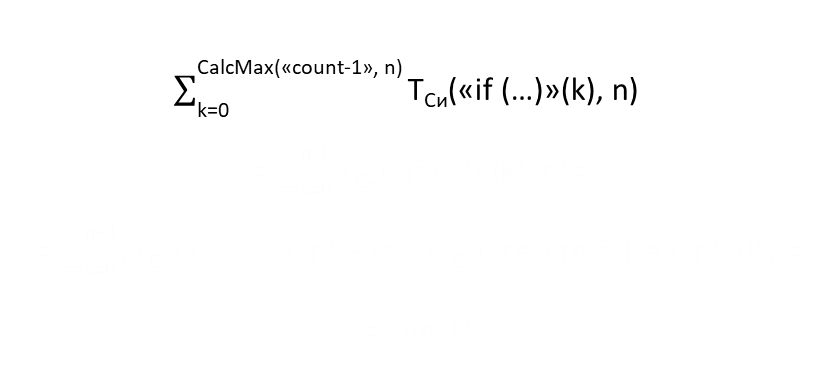 ∑k=0CalcMax(«count-1», n) TСи(«if (...)»(k), n)